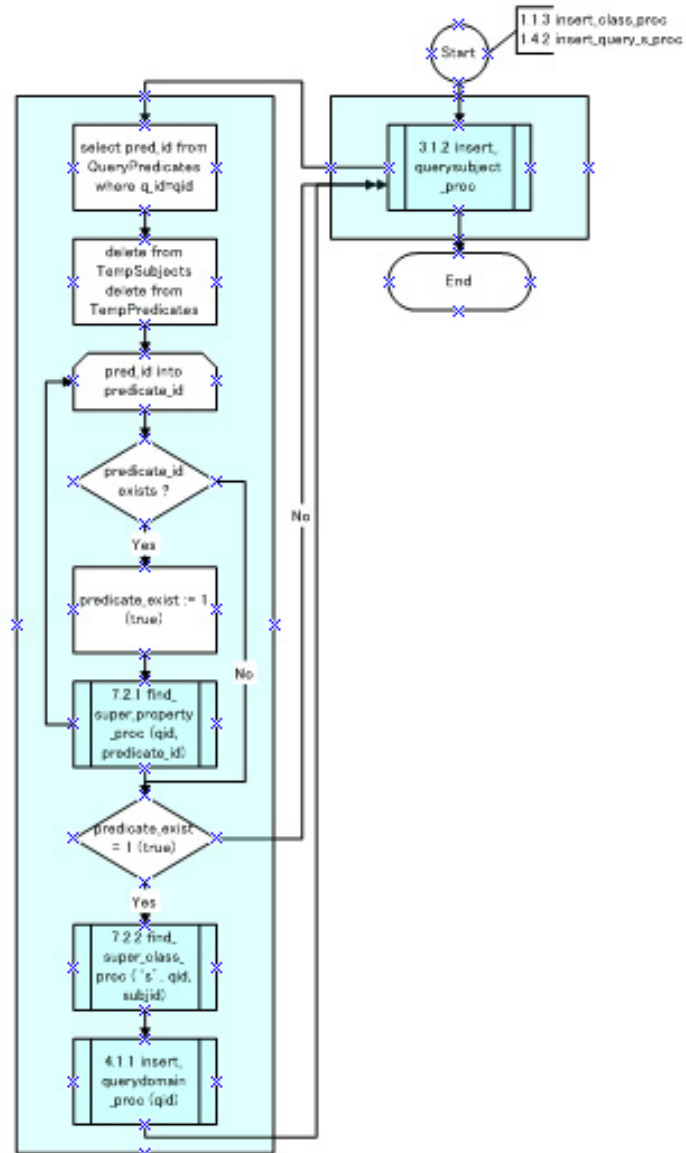 1.1.3 insert_class_proc
1.4.2 insert_query_s_proc
Start
3.1.2 insert_
querysubject
_proc
End
select pred_id from
QueryPredicates
where q_id=qid
delete from
TempSubjects
delete from
TempPredicates
pred_id into
predicate_id
predicate_id
exists ?
Yes
No
predicate_exist := 1
(true)
7.2.1 find_
super_property
_proc (qid,
predicate_id)
No
predicate_exist
= 1 (true)
Yes
7.2.2 find_
super_class_
proc ( "s", qid,
subjid)
4.1.1 insert_
querydomain
_proc (qid)